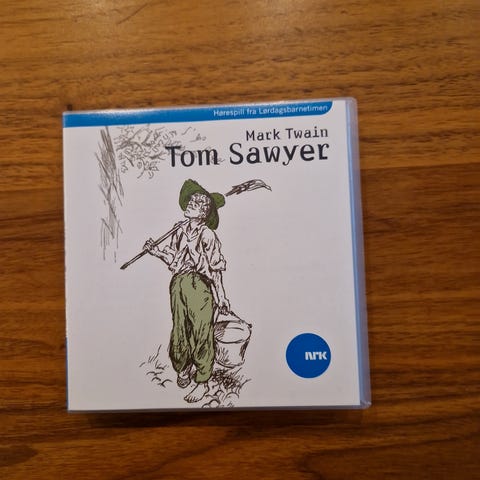 Hørespill fra Lørdagsbarnetimen
Mark Twain
Tom Sawyer
NRK